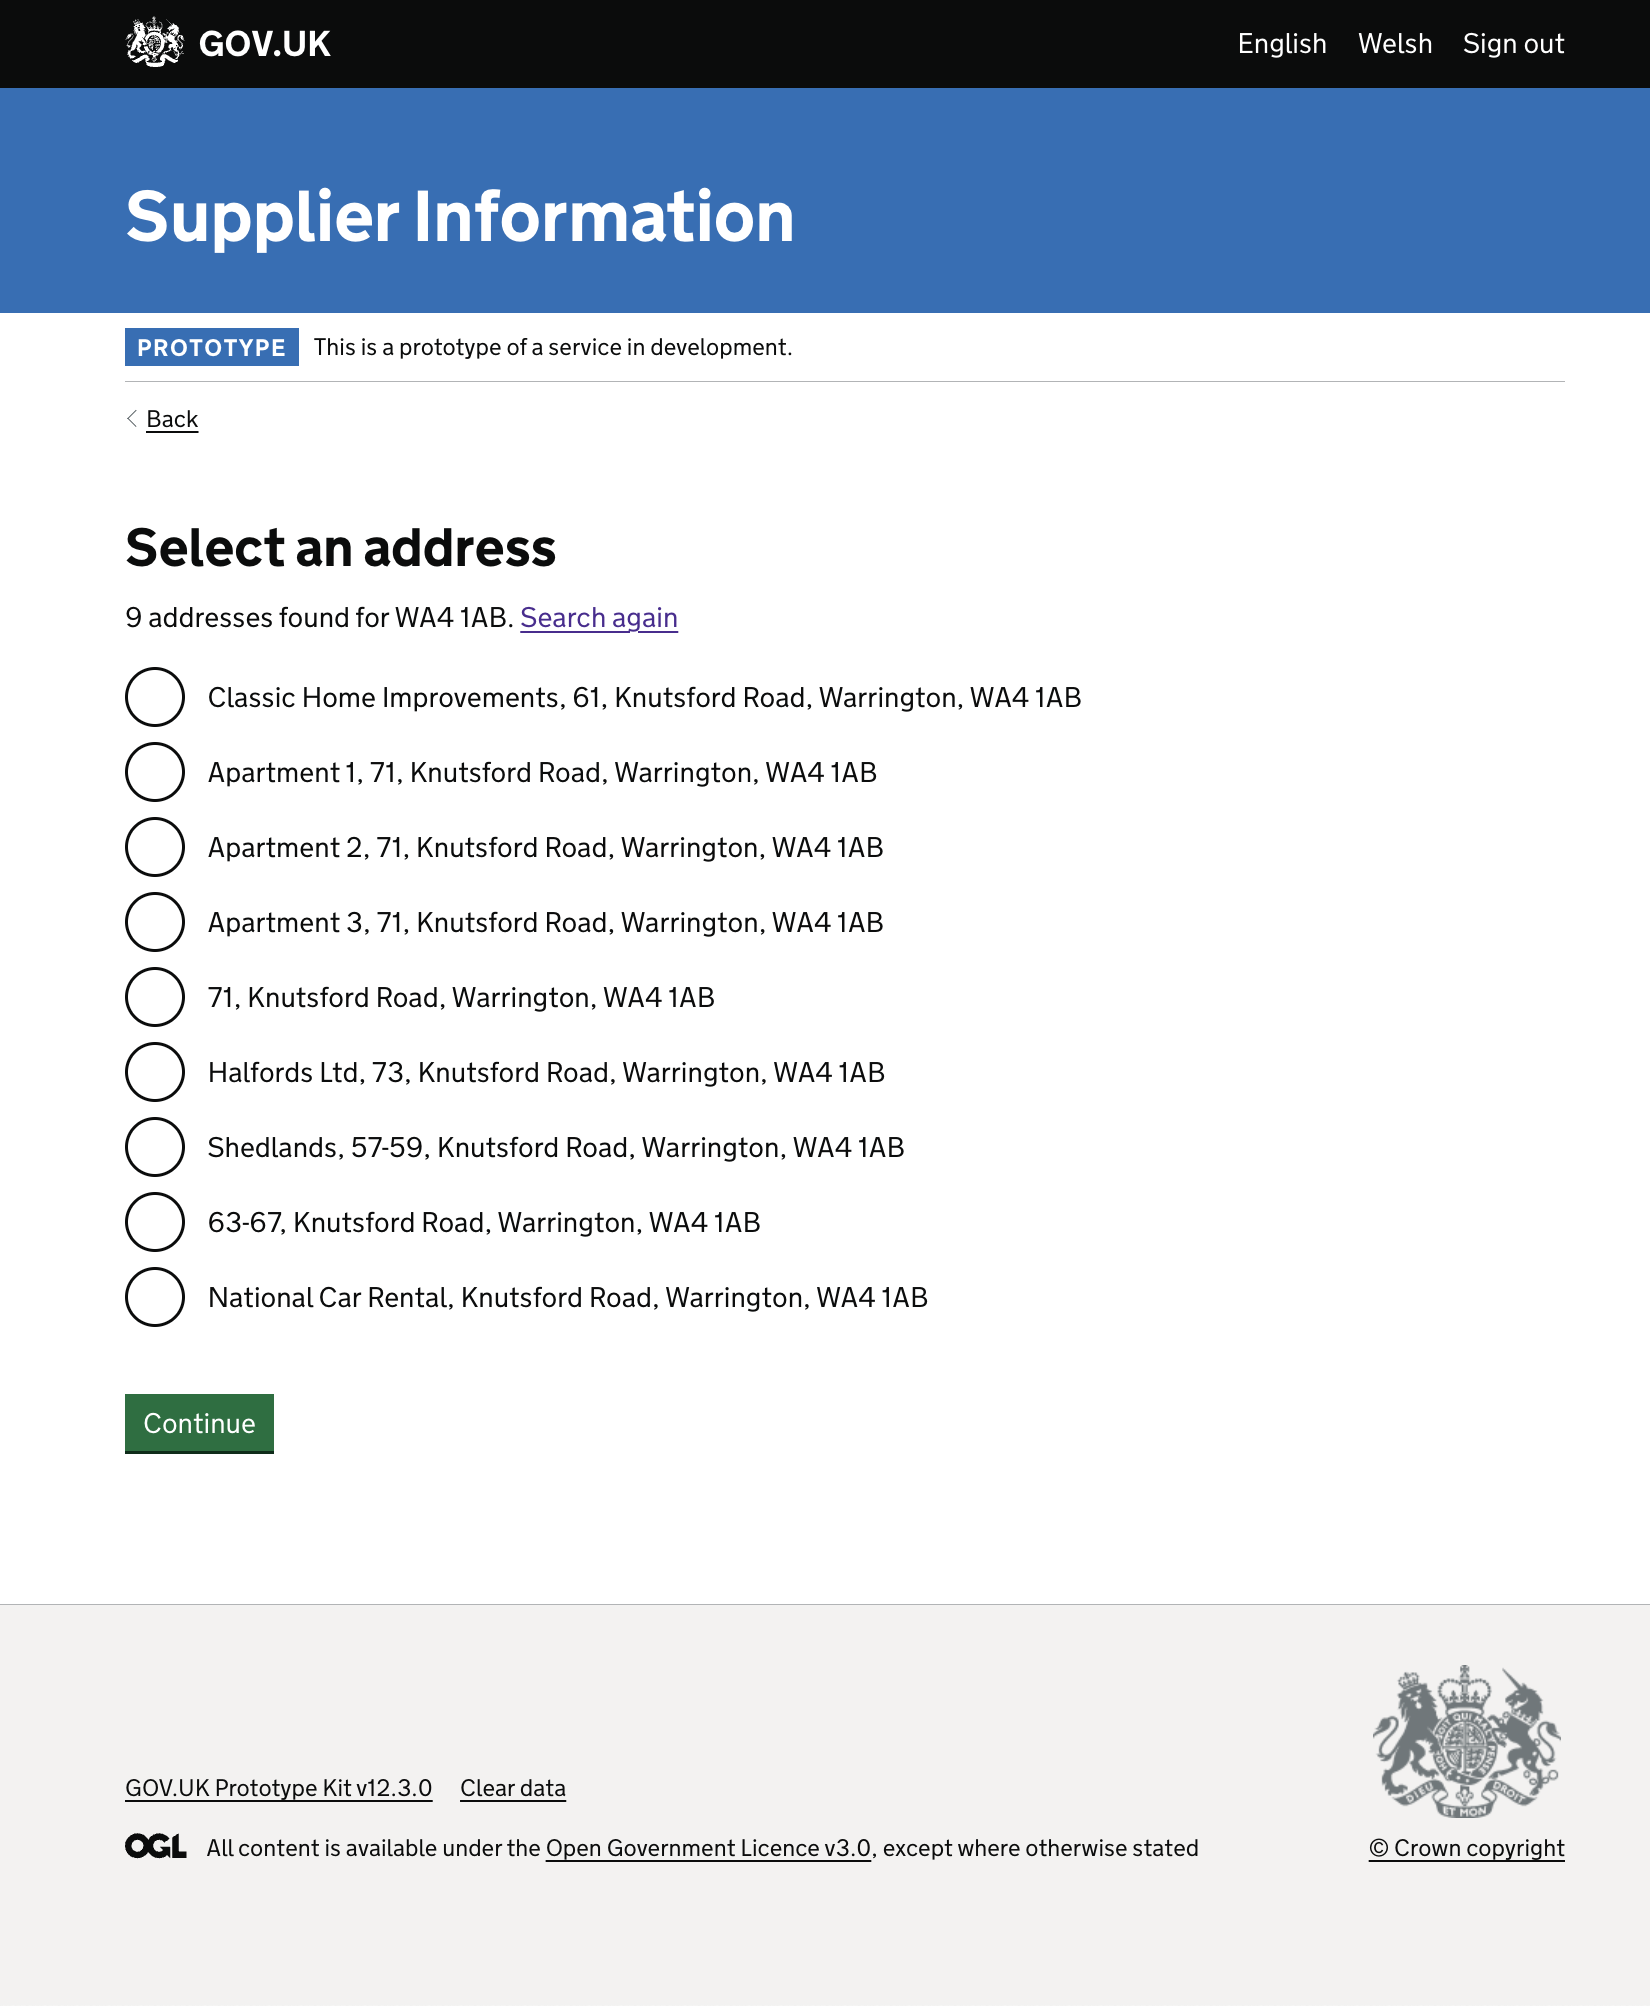 GOV.UK
English Welsh Sign out
Supplier Information
PROTOTYPE This is a prototype of a service in development.
Back
Select an address
9 addresses found for WA4 1AB. Search again
Classic Home Improvements, 61, Knutsford Road, Warrington, WA4 1AB
Apartment 1, 71, Knutsford Road, Warrington, WA4 1AB
Apartment 2, 71, Knutsford Road, Warrington, WA4 1AB
Apartment 3, 71, Knutsford Road, Warrington, WA4 1AB
71, Knutsford Road, Warrington, WA4 1AB
Halfords Ltd, 73, Knutsford Road, Warrington, WA4 1AB
Shedlands, 57-59, Knutsford Road, Warrington, WA4 1AB
63-67, Knutsford Road, Warrington, WA4 1AB
National Car Rental, Knutsford Road, Warrington, WA4 1AB
Continue
GOV.UK Prototype Kit v12.3.0 Clear data
DIEU ET MON DROIT
OGL All content is available under the Open Government Licence v3.0, except where otherwise stated
© Crown copyright